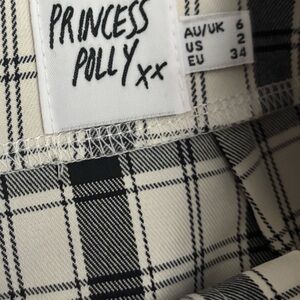 PRINCESS
POLLY xx
AU/UK 6
US 2
EU 34